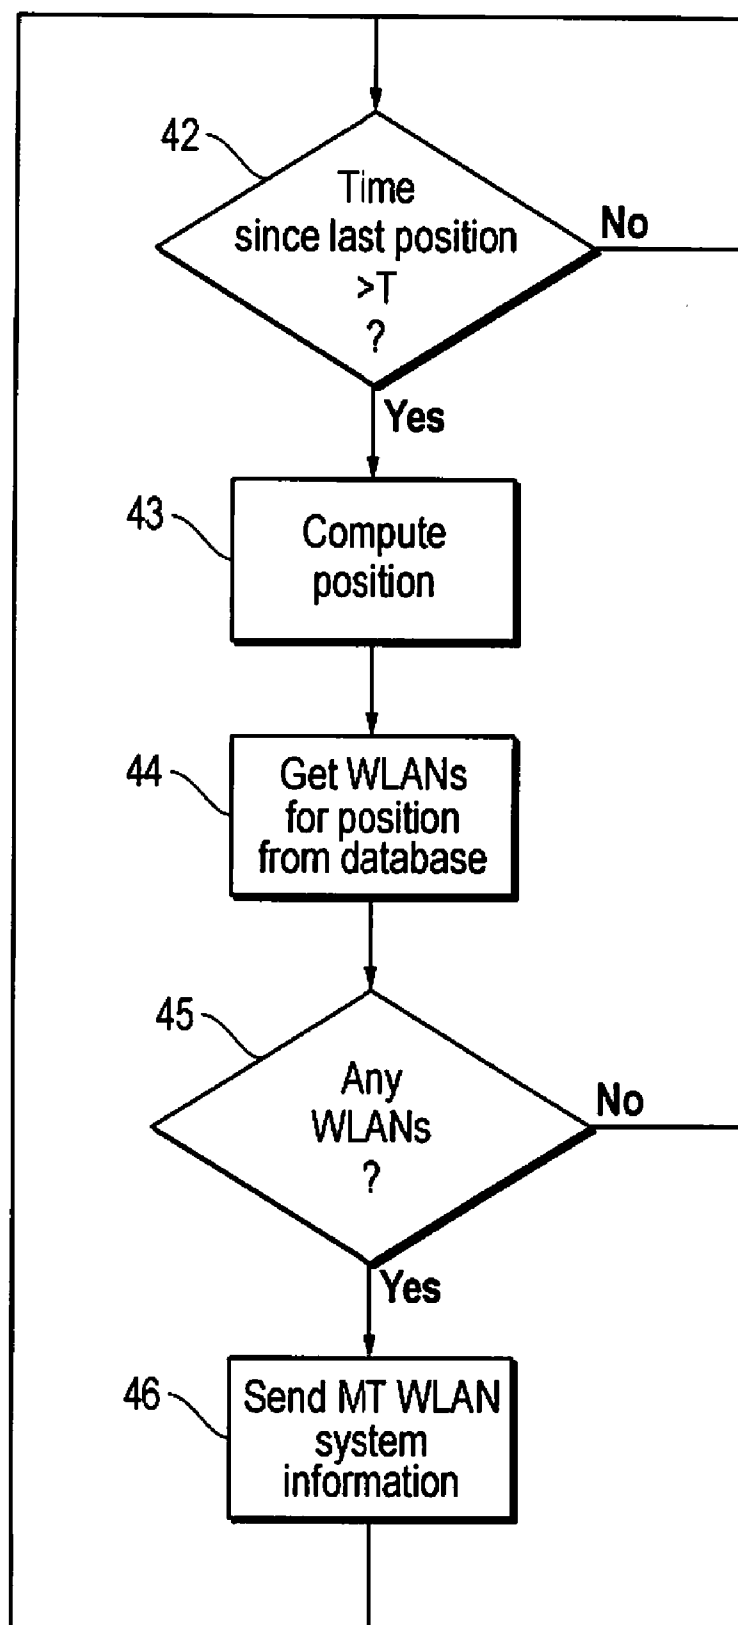 42
Time
since last position
>T
?
No
Yes
43
Compute
position
44
Get WLANs
for position
from database
45
Any
WLANs
?
No
Yes
46
Send MT WLAN
system
information